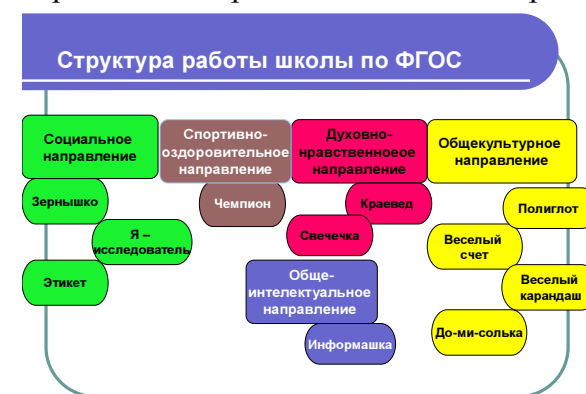 Структура работы школы по ФГОС
Социальное
направление
Спортивно-
оздоровительное
направление
Духовно-
нравственноеое
направление
Общекультурное
направление
Зернышко
Я –
исследователь
Этикет
Чемпион
Краевед
Свечечка
Обще-
интелектуальное
направление
Информашка
Полиглот
Веселый
счет
Веселый
карандаш
До-ми-солька